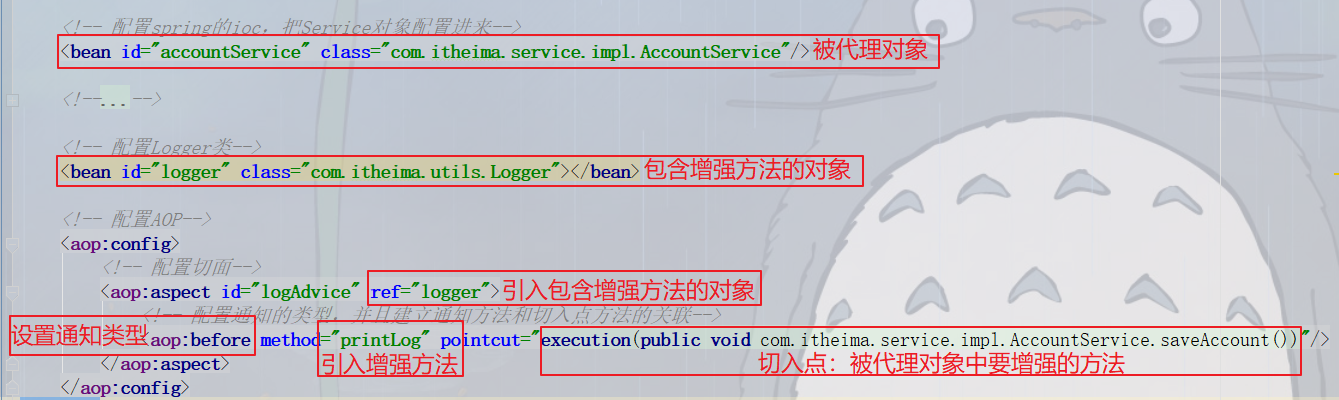 <!-- 配置spring的ioc，把Service对象配置进来-->
<bean id="accountService" class="com.itheima.service.impl.AccountService"/> 被代理对象
<!--...-->
<!-- 配置Logger类-->
<bean id="logger" class="com.itheima.utils.Logger"></bean> 包含增强方法的对象
<!-- 配置AOP-->
<aop:config>
<!-- 配置切面-->
<aop:aspect id="logAdvice" ref="logger"> 引入包含增强方法的对象
<!-- 配置通知的类型，并且建立通知方法和切入点方法的关联-->
设置通知类型 <aop:before method="printLog" pointcut="execution(public void com.itheima.service.impl.AccountService.saveAccount())"/>
</aop:aspect> 引入增强方法 切入点：被代理对象中要增强的方法
</aop:config>